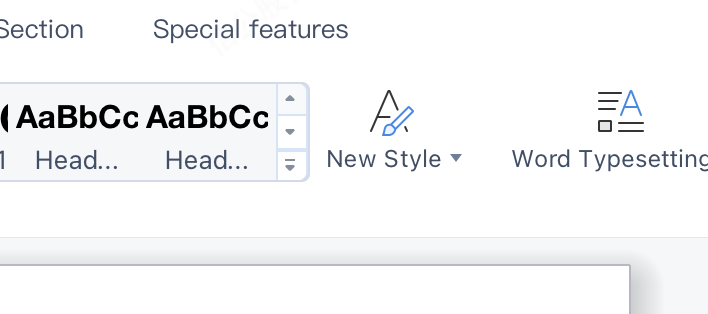 Section Special features
AaBbCc AaBbCc
1 Head... Head... New Style Word Typesetting